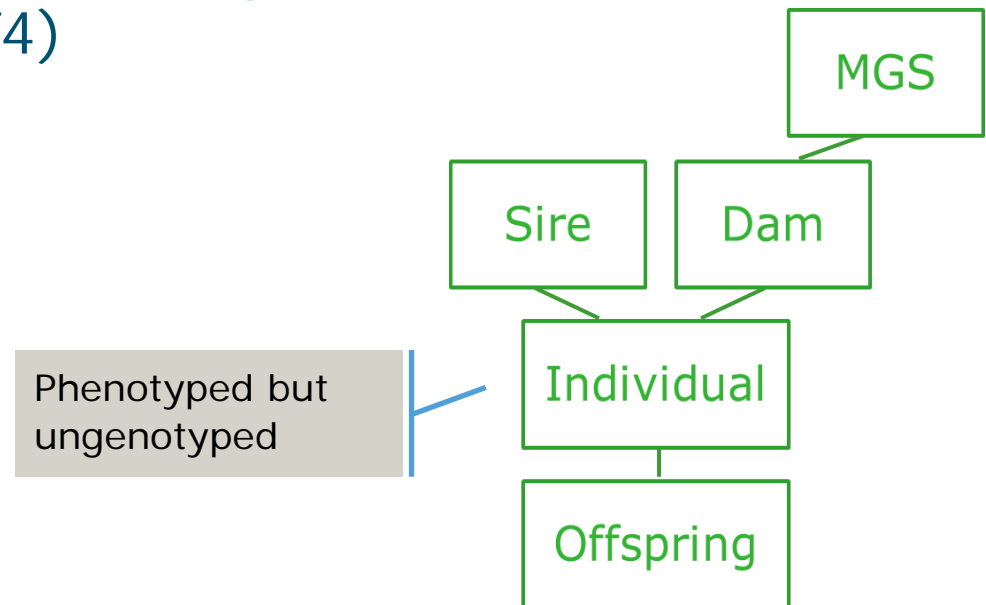 4)
MGS
Sire
Dam
Individual
Phenotyped but
ungenotyped
Offspring